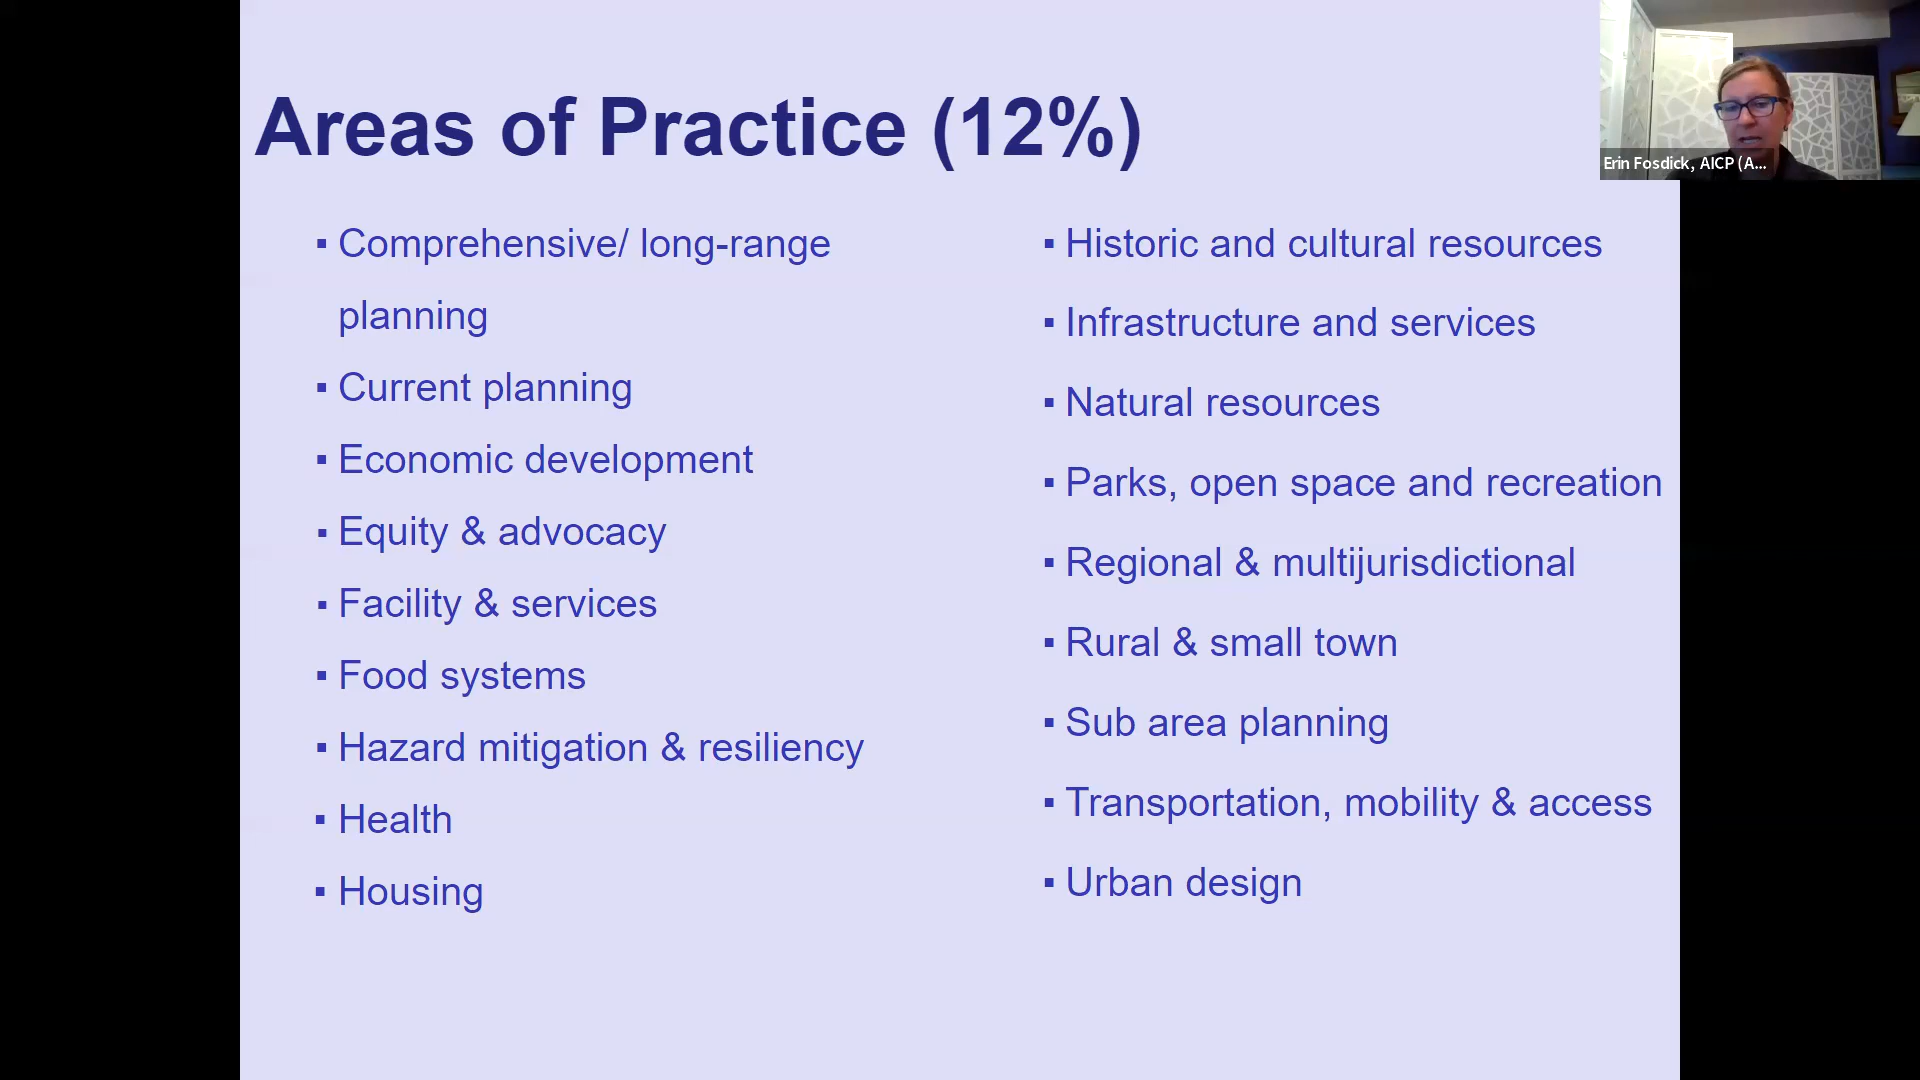 Areas of Practice (12%)
▪ Comprehensive/ long-range
planning
▪ Current planning
▪ Economic development
▪ Equity & advocacy
▪ Facility & services
▪ Food systems
▪ Hazard mitigation & resiliency
▪ Health
▪ Housing
▪ Historic and cultural resources
▪ Infrastructure and services
▪ Natural resources
▪ Parks, open space and recreation
▪ Regional & multijurisdictional
▪ Rural & small town
▪ Sub area planning
▪ Transportation, mobility & access
▪ Urban design
Erin Fosdick, AICP (A...